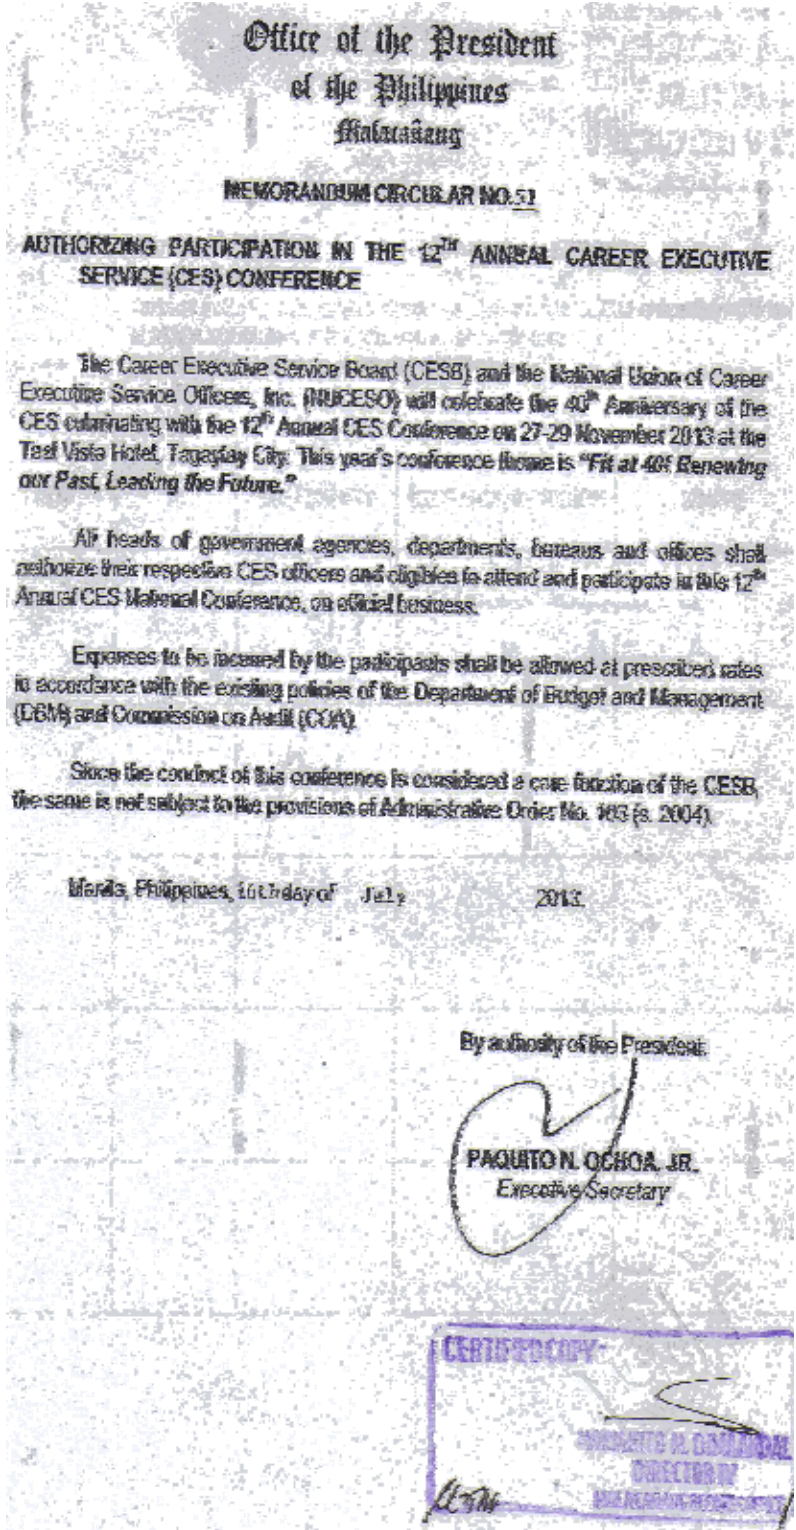 Office of the President
of the Philippines
Malacañang
MEMORANDUM CIRCULAR NO. 51
AUTHORIZING PARTICIPATION IN THE 12TH ANNUAL CAREER EXECUTIVE
SERVICE (CES) CONFERENCE
The Career Executive Service Board (CESB) and the National Union of Career
Executive Service Officers, Inc. (NUCESO) will celebrate the 40th Anniversary of the
CES culminating with the 12th Annual CES Conference on 27-29 November 2013 at the
Taal Vista Hotel, Tagaytay City. This year's conference theme is "Fit at 40! Renewing
our Past, Leading the Future."
All heads of government agencies, departments, bureaus and offices shall
authorize their respective CES officers and eligibles to attend and participate in this 12th
Annual CES National Conference, on official business.
Expenses to be incurred by the participants shall be allowed at prescribed rates
in accordance with the existing policies of the Department of Budget and Management
(DBM) and Commission on Audit (COA).
Since the conduct of this conference is considered a core function of the CESB,
the same is not subject to the provisions of Administrative Order No. 103 (s. 2004).
Manila, Philippines, day of July 2013.
By authority of the President:
PAQUITO N. OCHOA, JR.
Executive Secretary
CERTIFIED COPY:
DIRECTOR IV